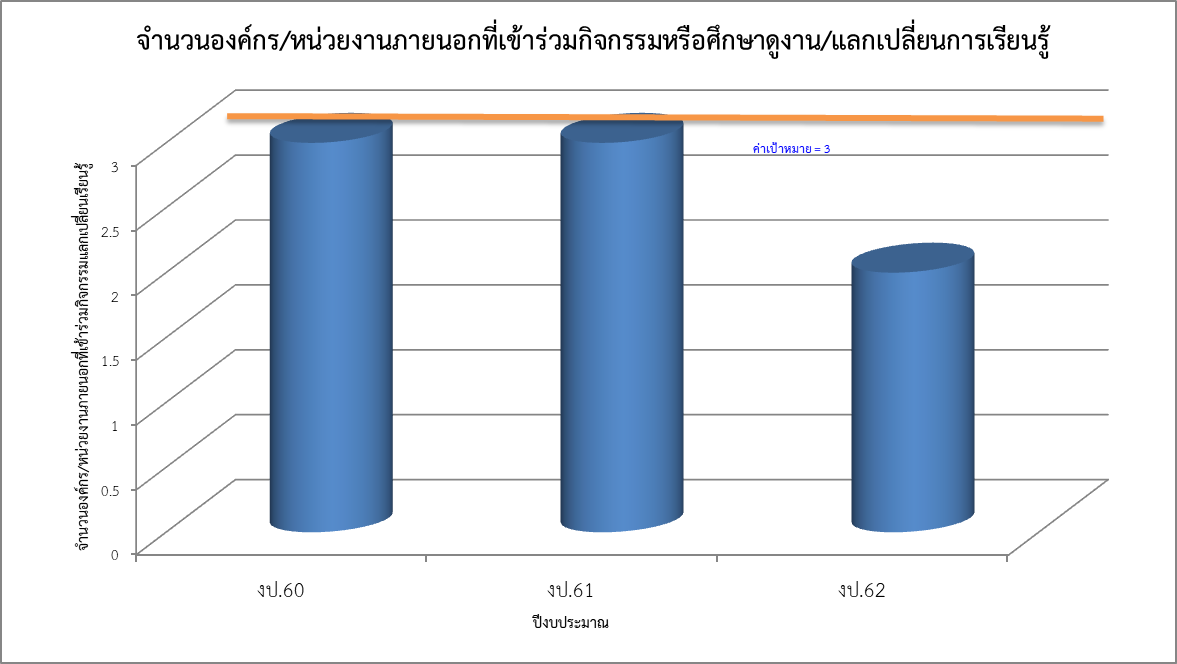 จำนวนองค์กร/หน่วยงานภายนอกที่เข้าร่วมกิจกรรมหรือศึกษาดูงาน/แลกเปลี่ยนการเรียนรู้
จำนวนองค์กร/หน่วยงานภายนอกที่เข้าร่วมกิจกรรมแลกเปลี่ยนเรียนรู้
3
2.5
2
1.5
1
0.5
0
ค่าเป้าหมาย = 3
งป.60
งป.61
งป.62
ปีงบประมาณ